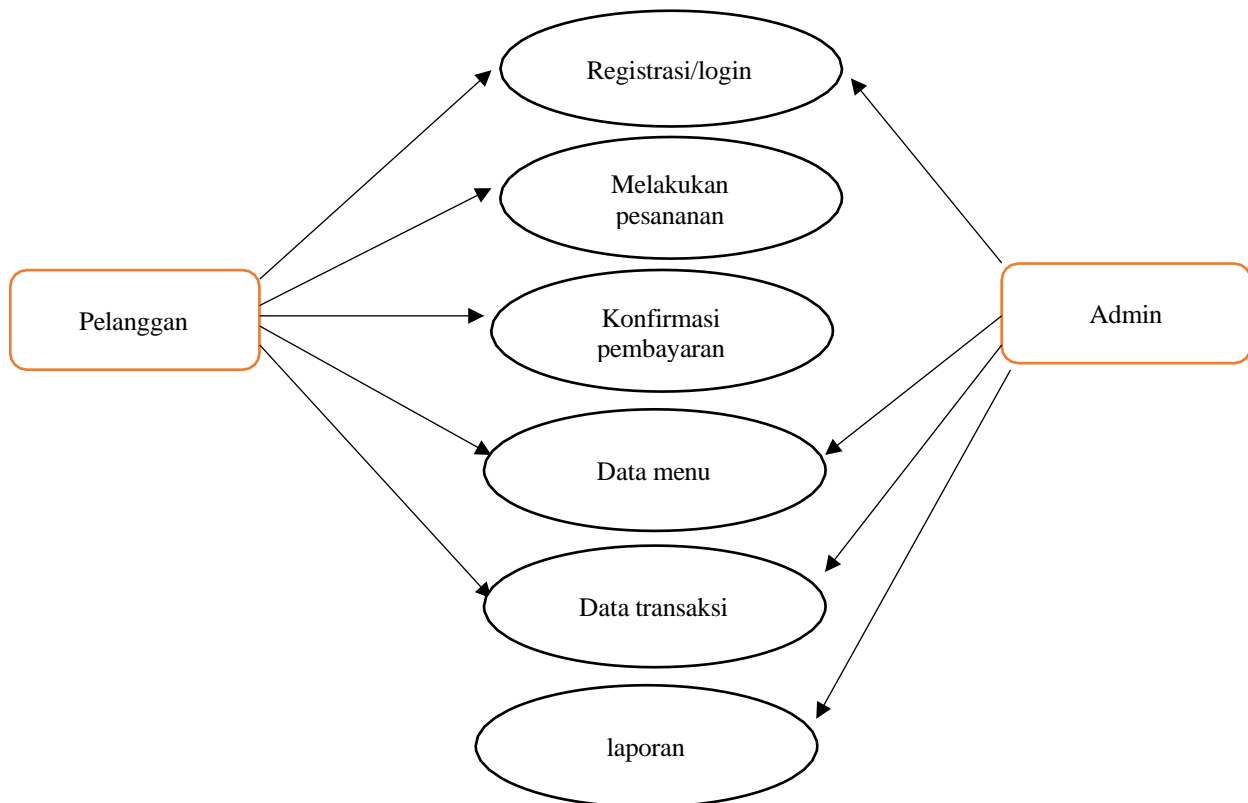 Registrasi/login
Melakukan
pesananan
Pelanggan
Konfirmasi
pembayaran
Admin
Data menu
Data transaksi
laporan